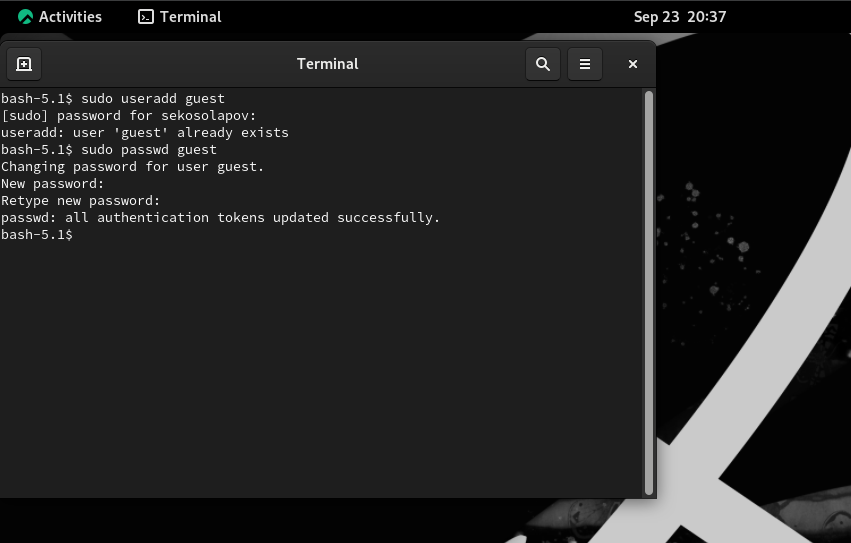 Activities
Terminal
Sep 23 20:37
Terminal
bash-5.1$ sudo useradd guest
[sudo] password for sekosolapov:
useradd: user 'guest' already exists
bash-5.1$ sudo passwd guest
Changing password for user guest.
New password:
Retype new password:
passwd: all authentication tokens updated successfully.
bash-5.1$